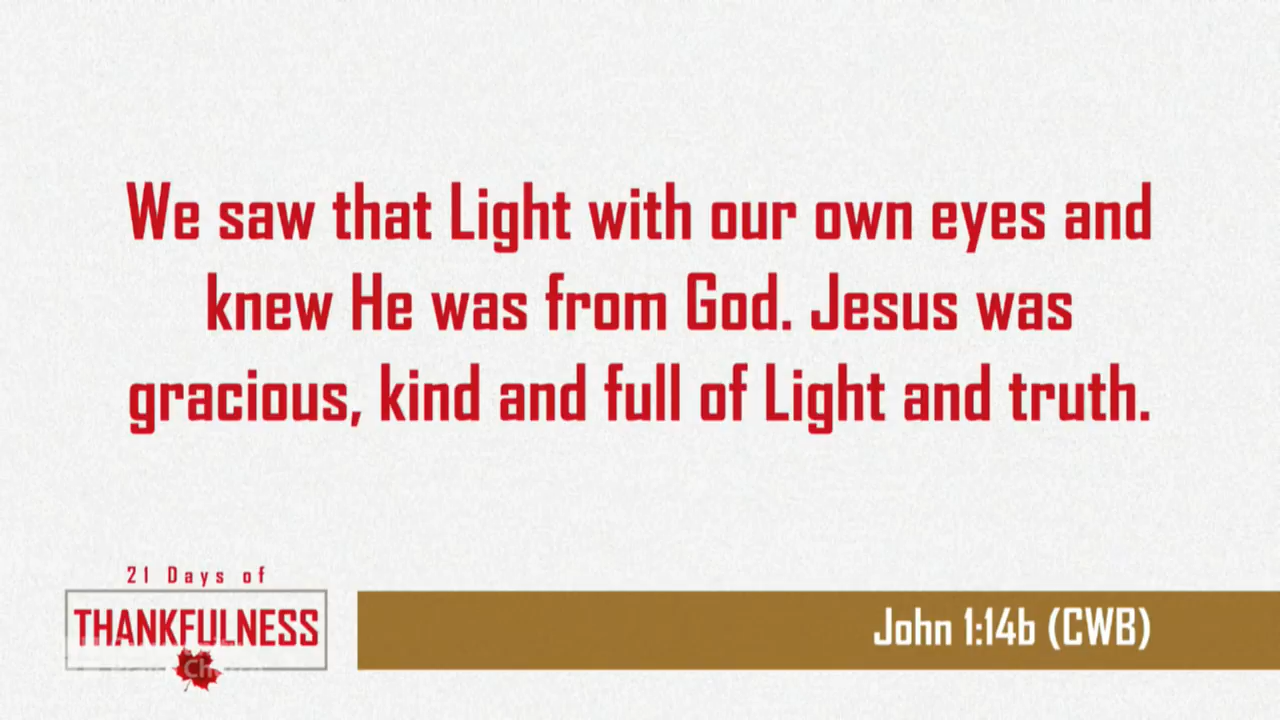 We saw that Light with our own eyes and
knew He was from God. Jesus was
gracious, kind and full of Light and truth.
21 Days of
THANKFULNESS
John 1:14b (CWB)